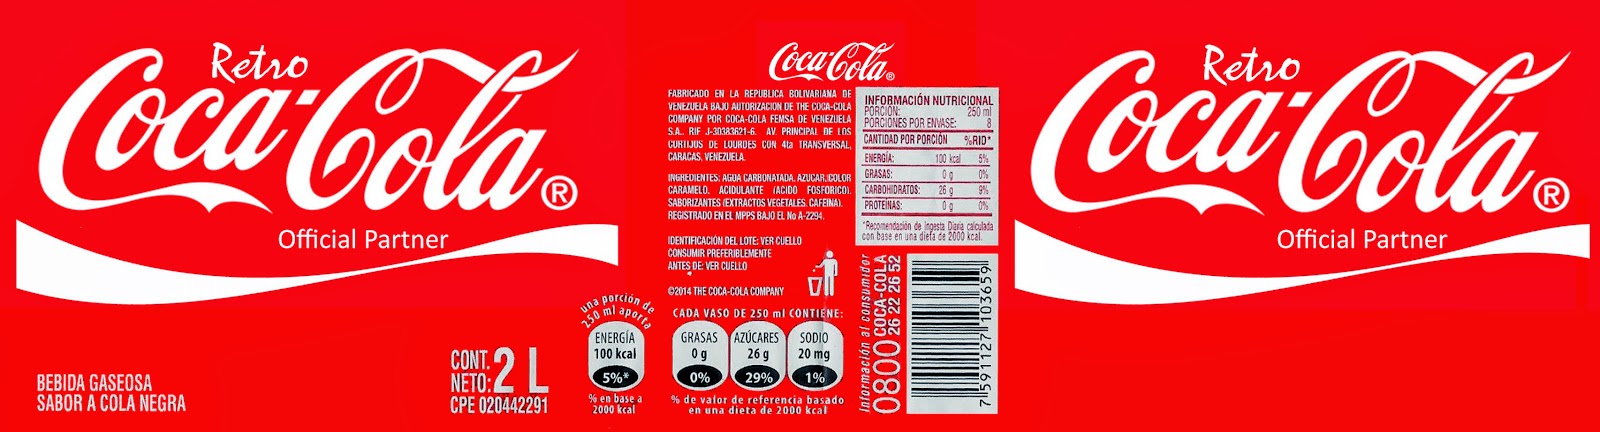 Retro
Coca-Cola®
Official Partner
BEBIDA GASEOSA
SABOR A COLA NEGRA
CONT. NETO: 2 L
CPE 020442291
Coca-Cola®
FABRICADO EN LA REPUBLICA BOLIVARIANA DE
VENEZUELA BAJO AUTORIZACION DE THE COCA-COLA
COMPANY POR COCA-COLA FEMSA DE VENEZUELA
S.A.. RIF J-30383621-6. AV. PRINCIPAL DE LOS
CORTIJOS DE LOURDES CON 4ta TRANSVERSAL,
CARACAS, VENEZUELA.
INGREDIENTES: AGUA CARBONATADA, AZUCAR,(COLOR
CARAMELO, ACIDULANTE (ACIDO FOSFORICO),
SABORIZANTES (EXTRACTOS VEGETALES, CAFEINA).
REGISTRADO EN EL MPPS BAJO EL No A-2294.
IDENTIFICACIÓN DEL LOTE: VER CUELLO
CONSUMIR PREFERIBLEMENTE
ANTES DE: VER CUELLO
©2014 THE COCA-COLA COMPANY
una porción de
250 ml aporta
ENERGÍA
100 kcal
5%*
% en base a
2000 kcal
CADA VASO DE 250 ml CONTIENE:
GRASAS AZÚCARES SODIO
0 g 26 g 20 mg
0% 29% 1%
% de valor de referencia basado
en una dieta de 2000 kcal
INFORMACIÓN NUTRICIONAL
PORCIÓN: 250 ml
PORCIONES POR ENVASE: 8
CANTIDAD POR PORCIÓN %RID*
ENERGÍA: 100 kcal 5%
GRASAS: 0 g 0%
CARBOHIDRATOS: 26 g 9%
PROTEÍNAS: 0 g 0%
*Recomendación de Ingesta Diaria calculada
con base en una dieta de 2000 kcal.
Información al consumidor
0800 COCA-COLA
26 22 26 52
7 591127 103659
Retro
Coca-Cola®
Official Partner